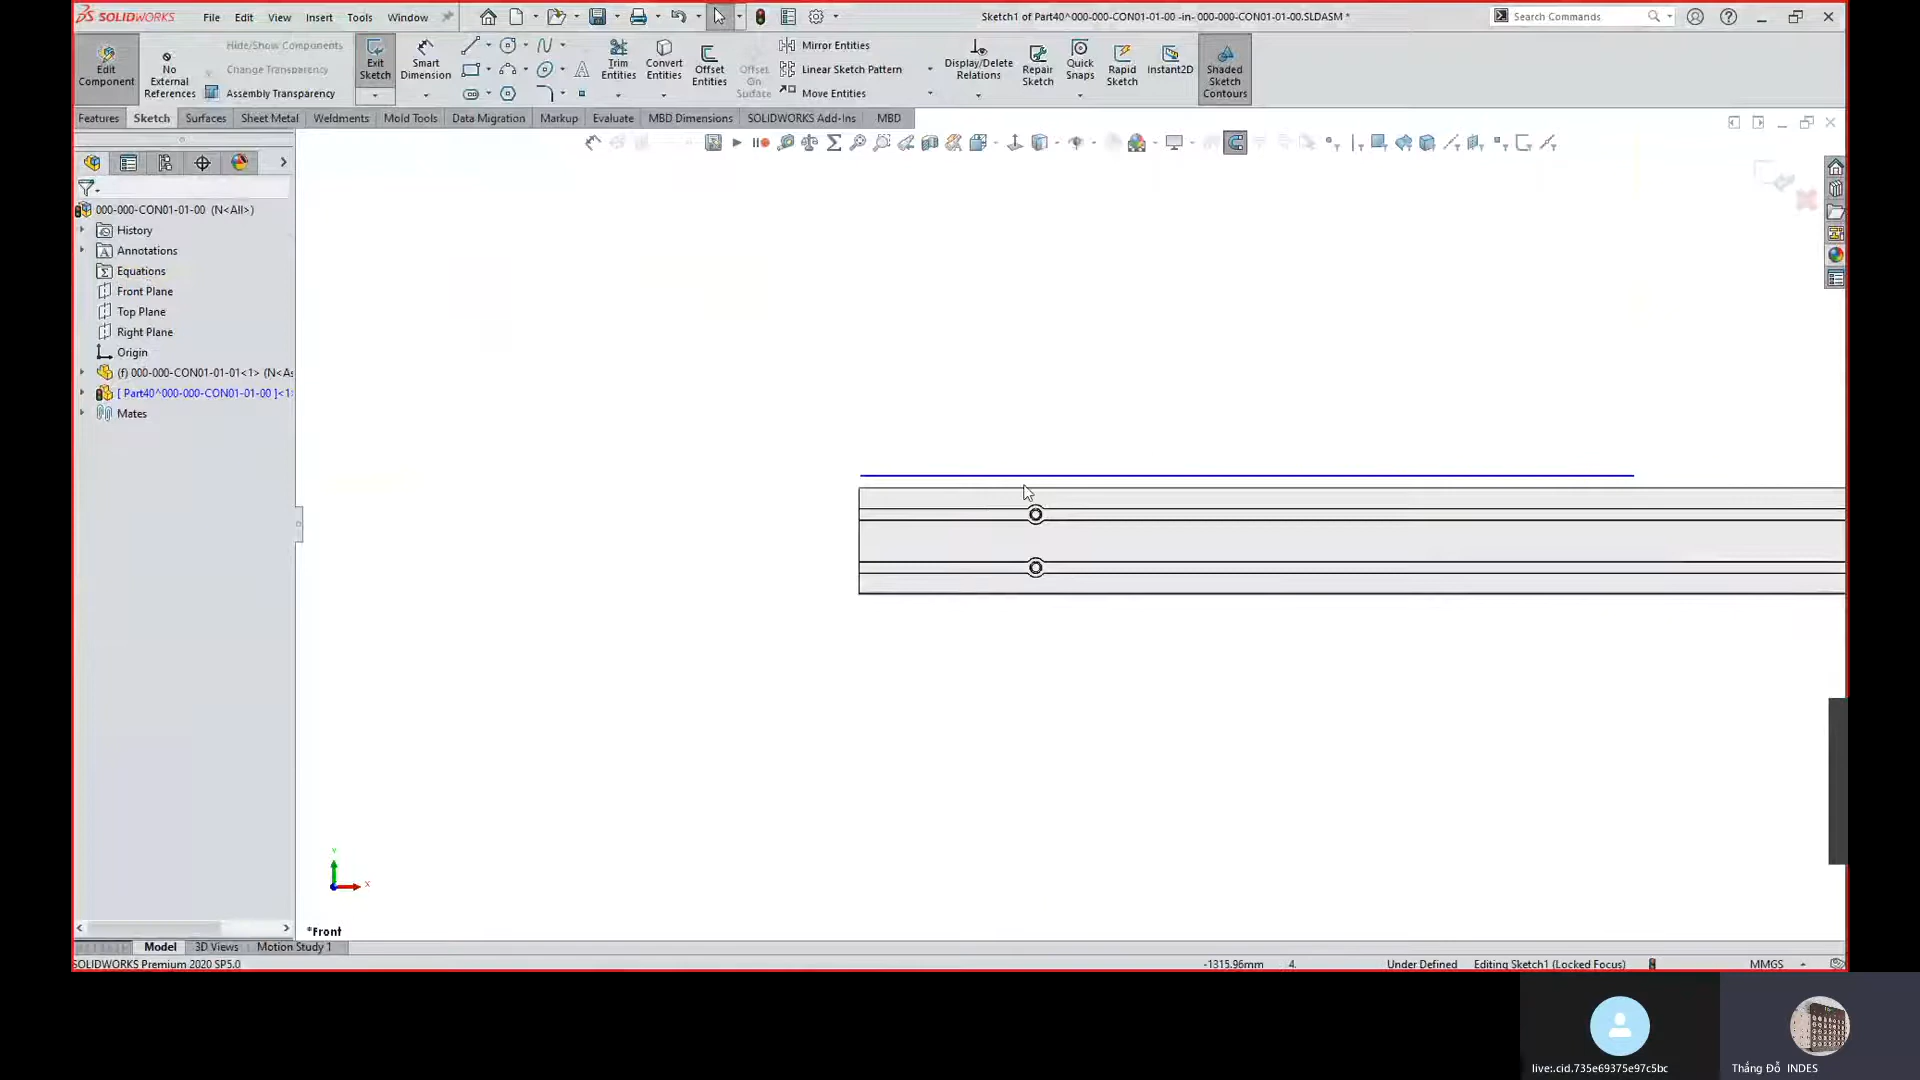 SOLIDWORKS File Edit View Insert Tools Window Sketch1 of Part40^000-000-CON01-01-00 -in- 000-000-CON01-01-00.SLDASM * Search Commands
Edit Component No External References Hide/Show Components Change Transparency Assembly Transparency Exit Sketch Smart Dimension Trim Entities Convert Entities Offset Entities Offset On Surface Mirror Entities Linear Sketch Pattern Move Entities Display/Delete Relations Repair Sketch Quick Snaps Rapid Sketch Instant2D Shaded Sketch Contours
Features Sketch Surfaces Sheet Metal Weldments Mold Tools Data Migration Markup Evaluate MBD Dimensions SOLIDWORKS Add-Ins MBD
000-000-CON01-01-00 (N<All>)
History
Annotations
Equations
Front Plane
Top Plane
Right Plane
Origin
(f) 000-000-CON01-01-01<1> (N<As
[ Part40^000-000-CON01-01-00 ]<1>
Mates
Y
X
*Front
Model 3D Views Motion Study 1
SOLIDWORKS Premium 2020 SP5.0 -1315.96mm 4. Under Defined Editing Sketch1 (Locked Focus) MMGS
live:.cid.735e69375e97c5bc Thắng Đỗ INDES